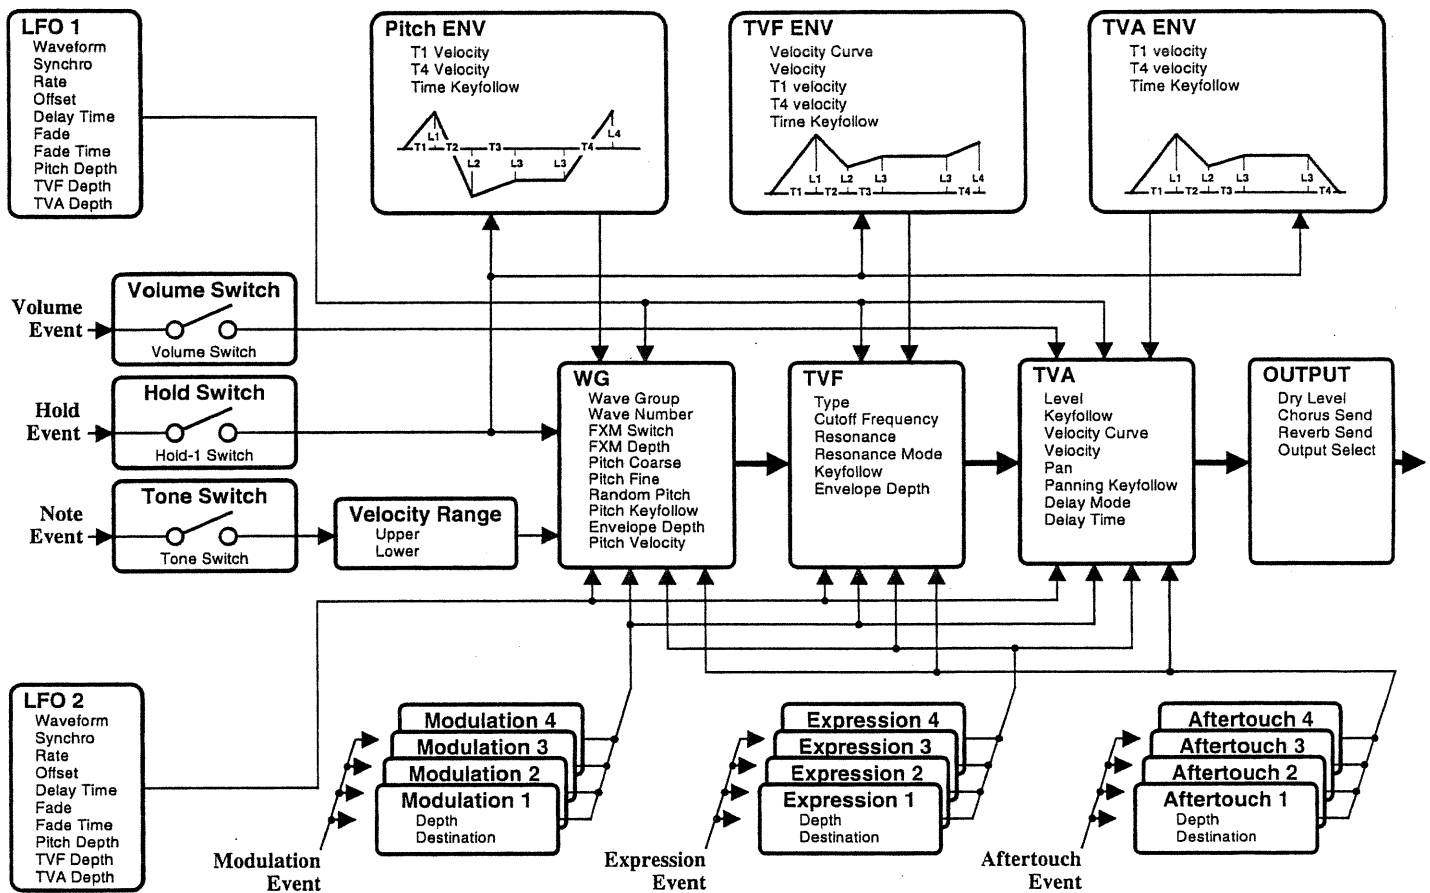 LFO 1
Waveform
Synchro
Rate
Offset
Delay Time
Fade
Fade Time
Pitch Depth
TVF Depth
TVA Depth
Pitch ENV
T1 Velocity
T4 Velocity
Time Keyfollow
L1
L4
T1
T2
T3
T4
L2
L3
L3
TVF ENV
Velocity Curve
Velocity
T1 velocity
T4 velocity
Time Keyfollow
L1
L2
L3
L3
L4
T1
T2
T3
T4
TVA ENV
T1 velocity
T4 velocity
Time Keyfollow
L1
L2
L3
L3
T1
T2
T3
T4
Volume
Event
Volume Switch
Volume Switch
Hold
Event
Hold Switch
Hold-1 Switch
Note
Event
Tone Switch
Tone Switch
Velocity Range
Upper
Lower
WG
Wave Group
Wave Number
FXM Switch
FXM Depth
Pitch Coarse
Pitch Fine
Random Pitch
Pitch Keyfollow
Envelope Depth
Pitch Velocity
TVF
Type
Cutoff Frequency
Resonance
Resonance Mode
Keyfollow
Envelope Depth
TVA
Level
Keyfollow
Velocity Curve
Velocity
Pan
Panning Keyfollow
Delay Mode
Delay Time
OUTPUT
Dry Level
Chorus Send
Reverb Send
Output Select
LFO 2
Waveform
Synchro
Rate
Offset
Delay Time
Fade
Fade Time
Pitch Depth
TVF Depth
TVA Depth
Modulation 4
Modulation 3
Modulation 2
Modulation 1
Depth
Destination
Modulation
Event
Expression 4
Expression 3
Expression 2
Expression 1
Depth
Destination
Expression
Event
Aftertouch 4
Aftertouch 3
Aftertouch 2
Aftertouch 1
Depth
Destination
Aftertouch
Event